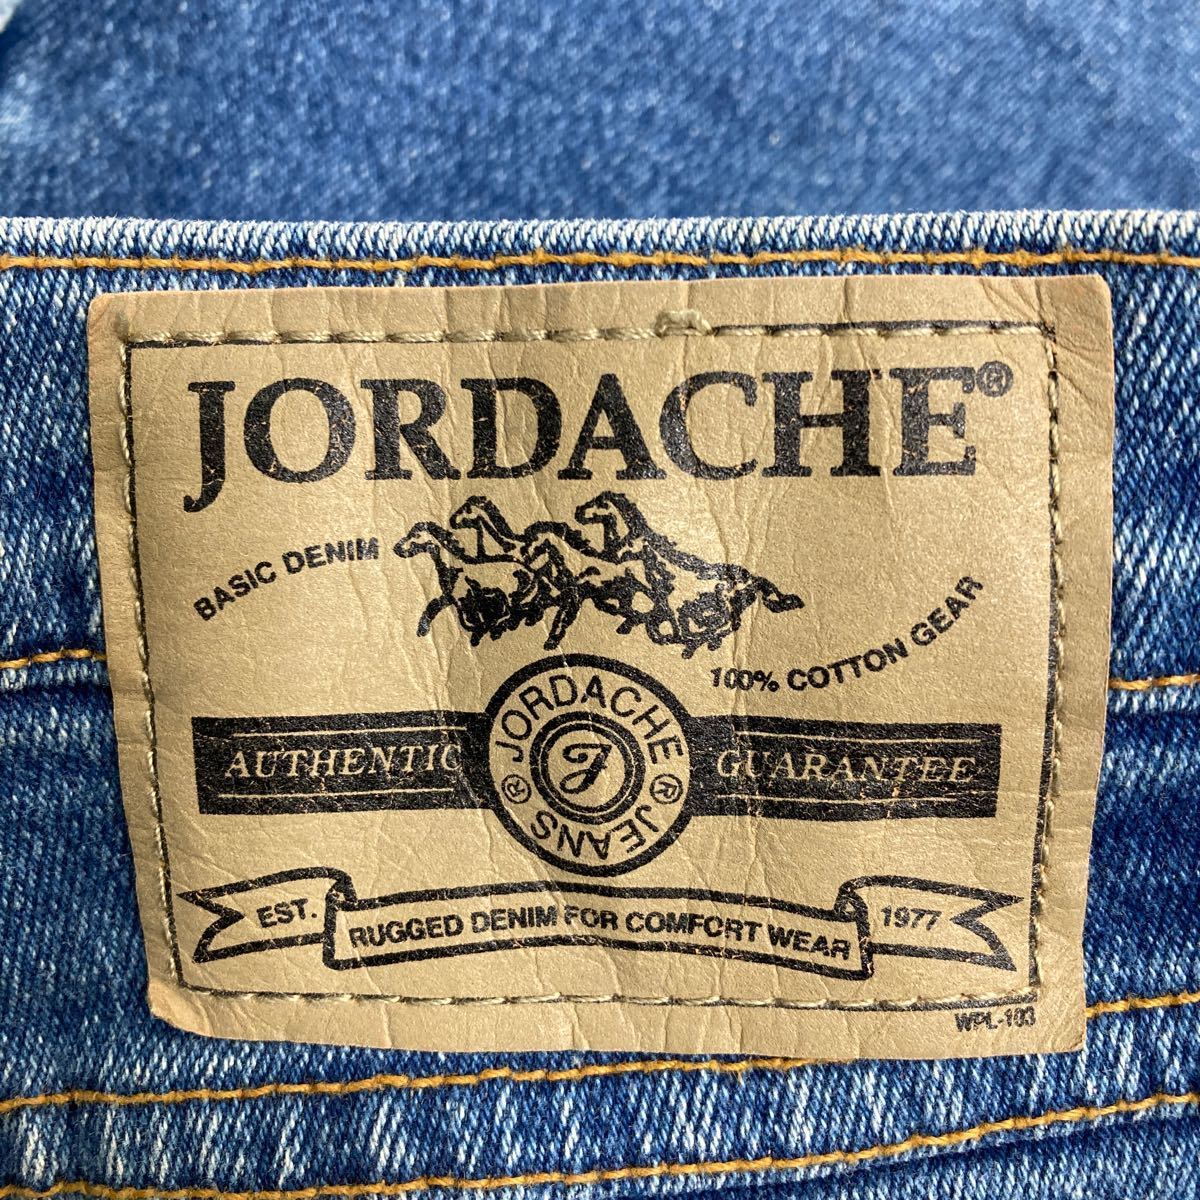 JORDACHE®
BASIC DENIM
100% COTTON GEAR
AUTHENTIC
JORDACHE
® J ®
JEANS
GUARANTEE
EST.
RUGGED DENIM FOR COMFORT WEAR
1977
WPL-103